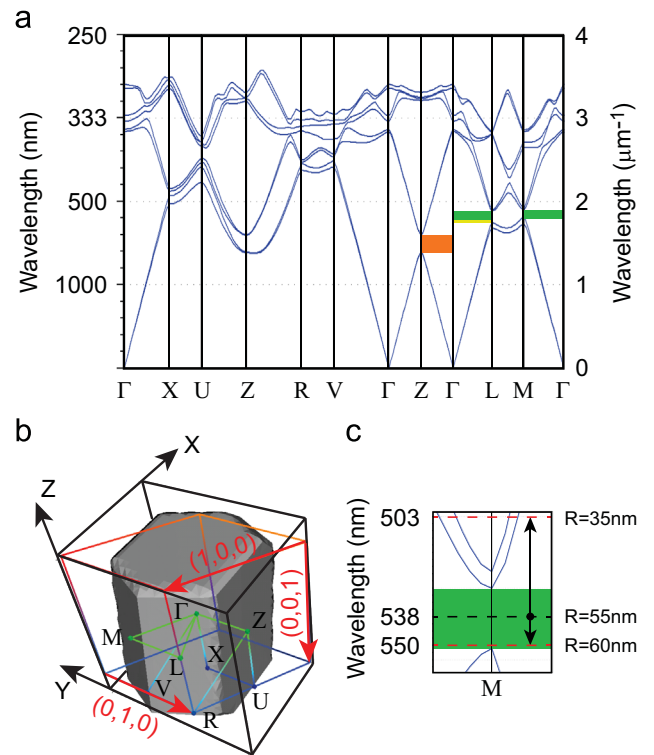 a
250
333
500
1000
Wavelength (nm)
4
3
2
1
0
Wavelength (μm⁻¹)
Γ X U Z R V Γ Z Γ L M Γ
b
X
Z
Y
(1,0,0)
(0,0,1)
(0,1,0)
Γ
M
Z
L
X
V
R
U
c
Wavelength (nm)
503
538
550
R=35nm
R=55nm
R=60nm
M